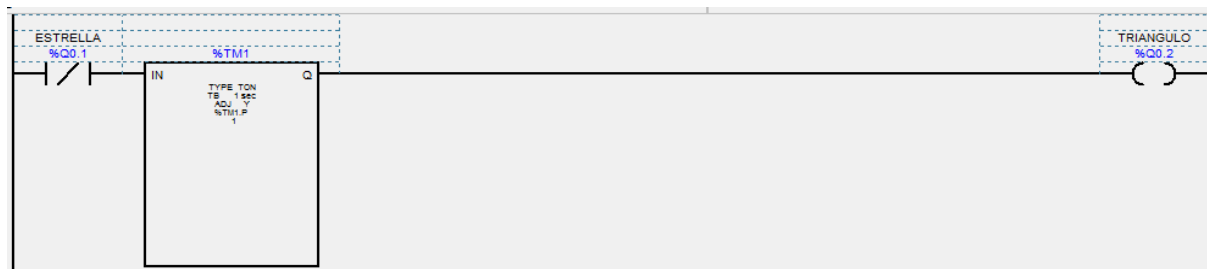 ESTRELLA
%Q0.1
%TM1
TRIANGULO
%Q0.2
IN
Q
TYPE TON
TB 1 sec
ADJ Y
%TM1.P
1